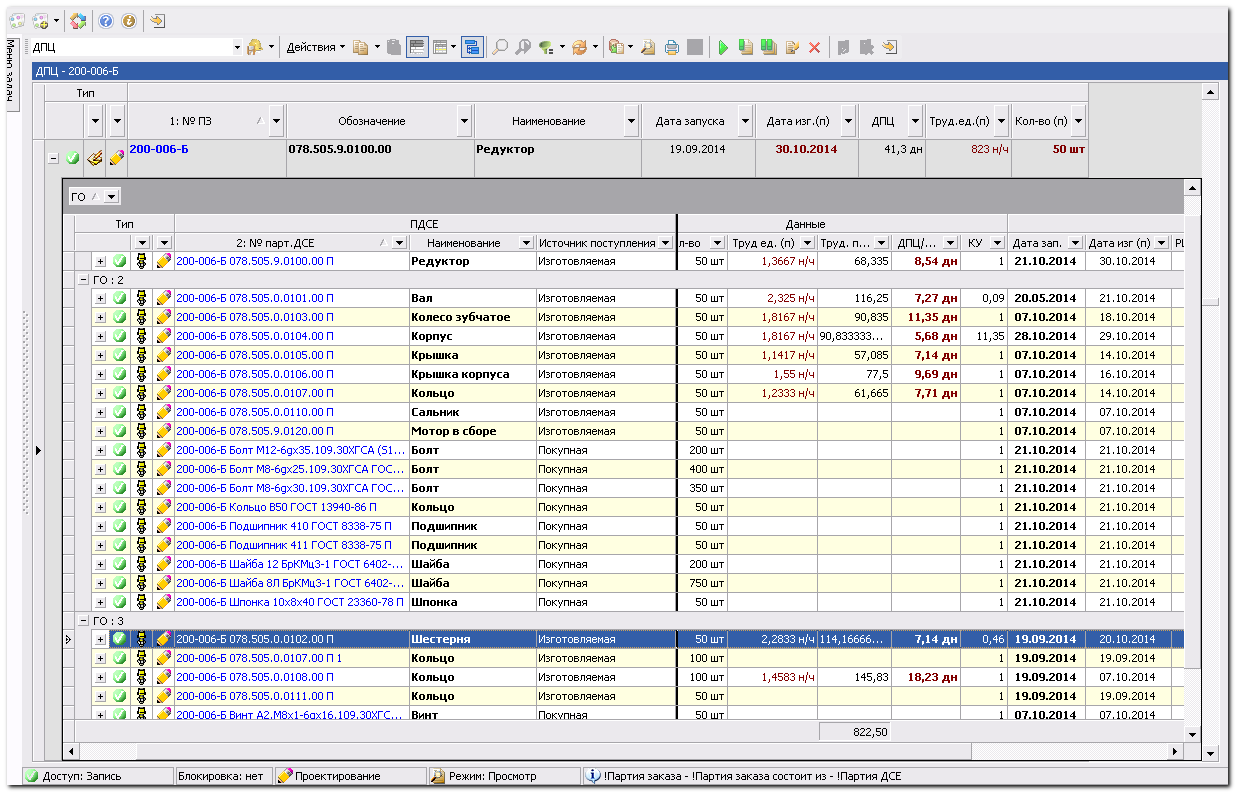 Меню задач
ДПЦ
Действия
ДПЦ - 200-006-Б
Тип
1: № ПЗ Обозначение Наименование Дата запуска Дата изг.(п) ДПЦ Труд.ед.(п) Кол-во (п)
200-006-Б 078.505.9.0100.00 Редуктор 19.09.2014 30.10.2014 41,3 дн 823 н/ч 50 шт
ГО
Тип ПДСЕ Данные
2: № парт.ДСЕ Наименование Источник поступления л-во Труд ед. (п) Труд. п... ДПЦ/... КУ Дата зап. Дата изг (п)
200-006-Б 078.505.9.0100.00 П Редуктор Изготовляемая 50 шт 1,3667 н/ч 68,335 8,54 дн 1 21.10.2014 30.10.2014
ГО : 2
200-006-Б 078.505.0.0101.00 П Вал Изготовляемая 50 шт 2,325 н/ч 116,25 7,27 дн 0,09 20.05.2014 21.10.2014
200-006-Б 078.505.0.0103.00 П Колесо зубчатое Изготовляемая 50 шт 1,8167 н/ч 90,835 11,35 дн 1 07.10.2014 18.10.2014
200-006-Б 078.505.0.0104.00 П Корпус Изготовляемая 50 шт 1,8167 н/ч 90,833333... 5,68 дн 11,35 28.10.2014 29.10.2014
200-006-Б 078.505.0.0105.00 П Крышка Изготовляемая 50 шт 1,1417 н/ч 57,085 7,14 дн 1 07.10.2014 14.10.2014
200-006-Б 078.505.0.0106.00 П Крышка корпуса Изготовляемая 50 шт 1,55 н/ч 77,5 9,69 дн 1 07.10.2014 16.10.2014
200-006-Б 078.505.0.0107.00 П Кольцо Изготовляемая 50 шт 1,2333 н/ч 61,665 7,71 дн 1 07.10.2014 14.10.2014
200-006-Б 078.505.0.0110.00 П Сальник Изготовляемая 50 шт 1 07.10.2014 07.10.2014
200-006-Б 078.505.9.0120.00 П Мотор в сборе Изготовляемая 50 шт 1 07.10.2014 07.10.2014
200-006-Б Болт М12-6gx35.109.30ХГСА (S1... Болт Покупная 200 шт 1 21.10.2014 21.10.2014
200-006-Б Болт М8-6gx25.109.30ХГСА ГОС... Болт Покупная 400 шт 1 21.10.2014 21.10.2014
200-006-Б Болт М8-6gx30.109.30ХГСА ГОС... Болт Покупная 350 шт 1 21.10.2014 21.10.2014
200-006-Б Кольцо В50 ГОСТ 13940-86 П Кольцо Покупная 50 шт 1 21.10.2014 21.10.2014
200-006-Б Подшипник 410 ГОСТ 8338-75 П Подшипник Покупная 50 шт 1 21.10.2014 21.10.2014
200-006-Б Подшипник 411 ГОСТ 8338-75 П Подшипник Покупная 50 шт 1 21.10.2014 21.10.2014
200-006-Б Шайба 12 БрКМц3-1 ГОСТ 6402-... Шайба Покупная 200 шт 1 21.10.2014 21.10.2014
200-006-Б Шайба 8Л БрКМц3-1 ГОСТ 6402-... Шайба Покупная 750 шт 1 21.10.2014 21.10.2014
200-006-Б Шпонка 10х8х40 ГОСТ 23360-78 П Шпонка Покупная 50 шт 1 21.10.2014 21.10.2014
ГО : 3
200-006-Б 078.505.0.0102.00 П Шестерня Изготовляемая 50 шт 2,2833 н/ч 114,16666... 7,14 дн 0,46 19.09.2014 20.10.2014
200-006-Б 078.505.0.0107.00 П 1 Кольцо Изготовляемая 100 шт 1 19.09.2014 19.09.2014
200-006-Б 078.505.0.0108.00 П Кольцо Изготовляемая 100 шт 1,4583 н/ч 145,83 18,23 дн 1 19.09.2014 07.10.2014
200-006-Б 078.505.0.0111.00 П Кольцо Изготовляемая 50 шт 1 19.09.2014 19.09.2014
200-006-Б Винт А2.М8х1-6gx16.109.30ХГС... Винт Покупная 50 шт 1 07.10.2014 07.10.2014
822,50
Доступ: Запись Блокировка: нет Проектирование Режим: Просмотр !Партия заказа - !Партия заказа состоит из - !Партия ДСЕ